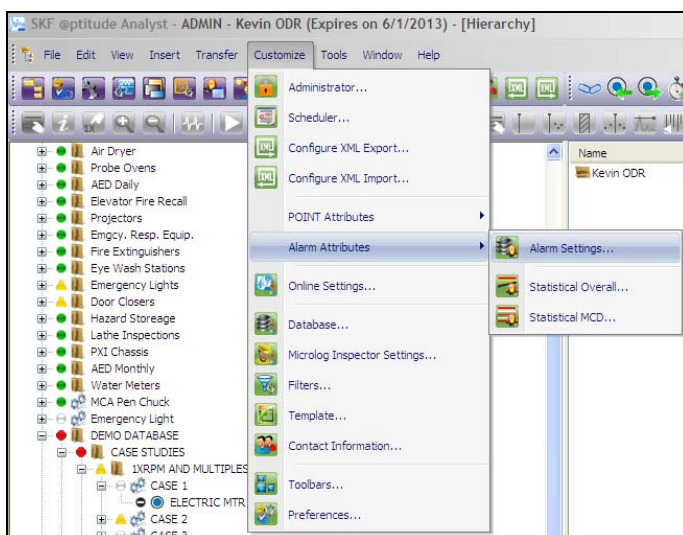 SKF @ptitude Analyst - ADMIN - Kevin ODR (Expires on 6/1/2013) - [Hierarchy]
File Edit View Insert Transfer Customize Tools Window Help
Administrator...
Scheduler...
Configure XML Export...
Configure XML Import...
POINT Attributes
Alarm Attributes
Online Settings...
Database...
Microlog Inspector Settings...
Filters...
Template...
Contact Information...
Toolbars...
Preferences...
Alarm Settings...
Statistical Overall...
Statistical MCD...
Air Dryer
Probe Ovens
AED Daily
Elevator Fire Recall
Projectors
Emgcy. Resp. Equip.
Fire Extinguishers
Eye Wash Stations
Emergency Lights
Door Closers
Hazard Storeage
Lathe Inspections
PXI Chassis
AED Monthly
Water Meters
MCA Pen Chuck
Emergency Light
DEMO DATABASE
CASE STUDIES
1XRPM AND MULTIPLES
CASE 1
ELECTRIC MTR
CASE 2
Name
Kevin ODR